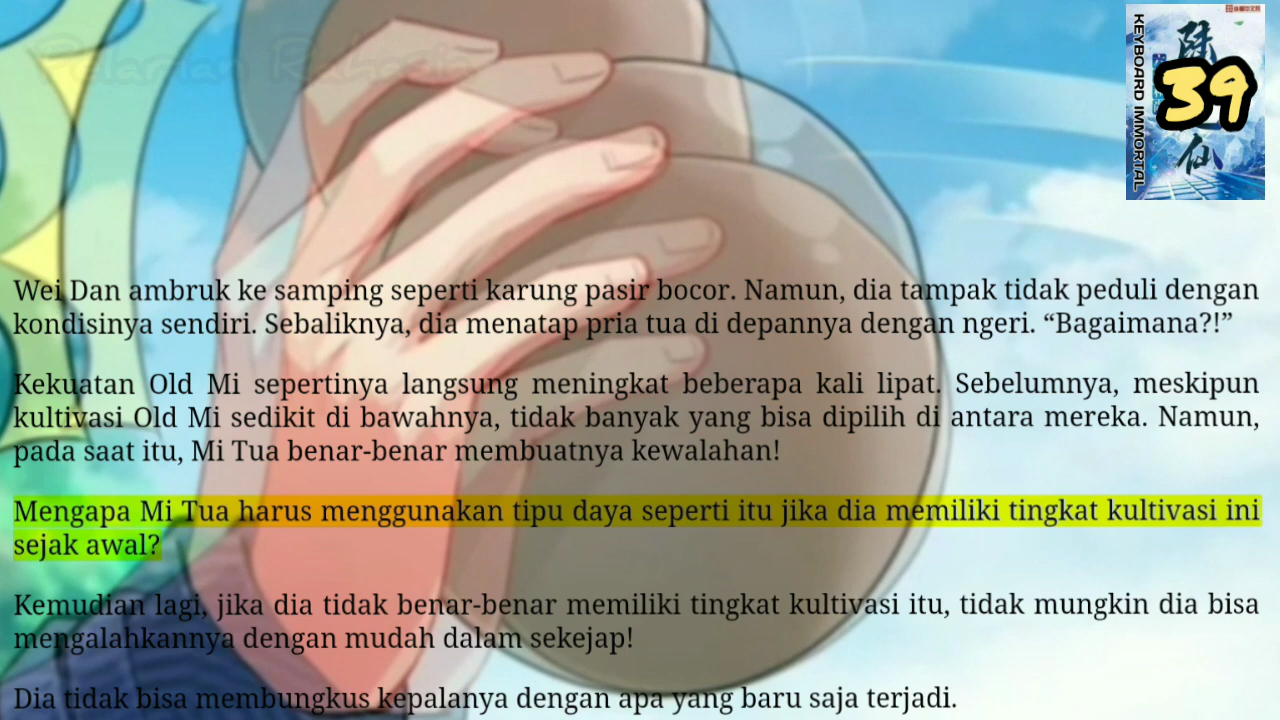 Pelarian Rahasia
KEYBOARD IMMORTAL
39
仙
Wei Dan ambruk ke samping seperti karung pasir bocor. Namun, dia tampak tidak peduli dengan
kondisinya sendiri. Sebaliknya, dia menatap pria tua di depannya dengan ngeri. “Bagaimana?!”
Kekuatan Old Mi sepertinya langsung meningkat beberapa kali lipat. Sebelumnya, meskipun
kultivasi Old Mi sedikit di bawahnya, tidak banyak yang bisa dipilih di antara mereka. Namun,
pada saat itu, Mi Tua benar-benar membuatnya kewalahan!
Mengapa Mi Tua harus menggunakan tipu daya seperti itu jika dia memiliki tingkat kultivasi ini
sejak awal?
Kemudian lagi, jika dia tidak benar-benar memiliki tingkat kultivasi itu, tidak mungkin dia bisa
mengalahkannya dengan mudah dalam sekejap!
Dia tidak bisa membungkus kepalanya dengan apa yang baru saja terjadi.